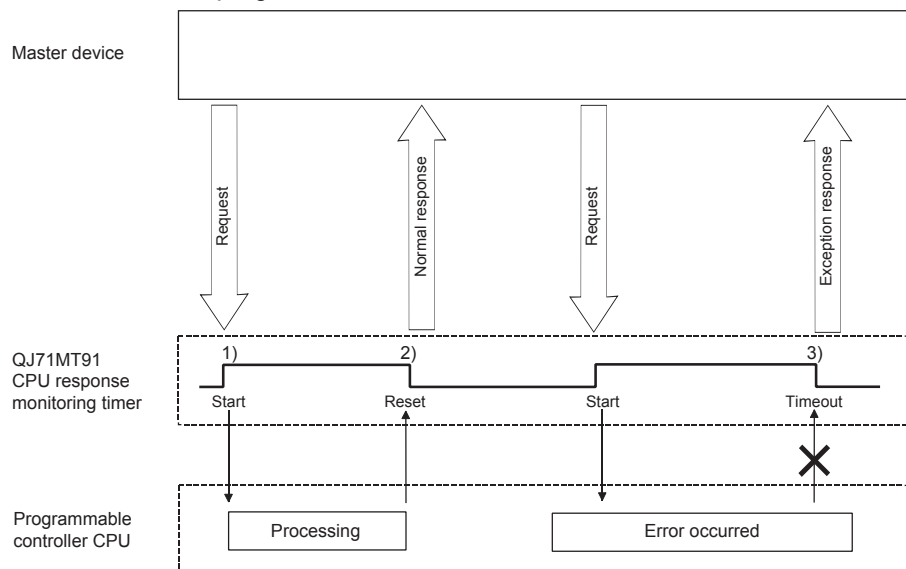 Master device
Request
Normal response
Request
Exception response
QJ71MT91
CPU response
monitoring timer
1)
2)
3)
Start
Reset
Start
Timeout
Programmable
controller CPU
Processing
Error occurred